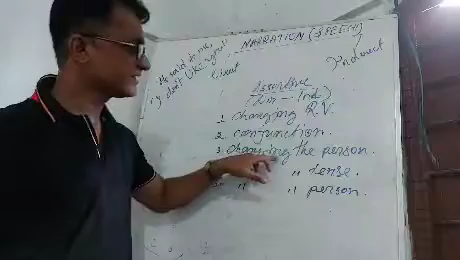 NARRATION (SPEECH)
He said to me,
"I don't like you"
Direct
Indirect
Assertive
(Dir - Ind)
1. Changing R.V.
2. conjunction.
3. changing the person.
" tense.
" " person.